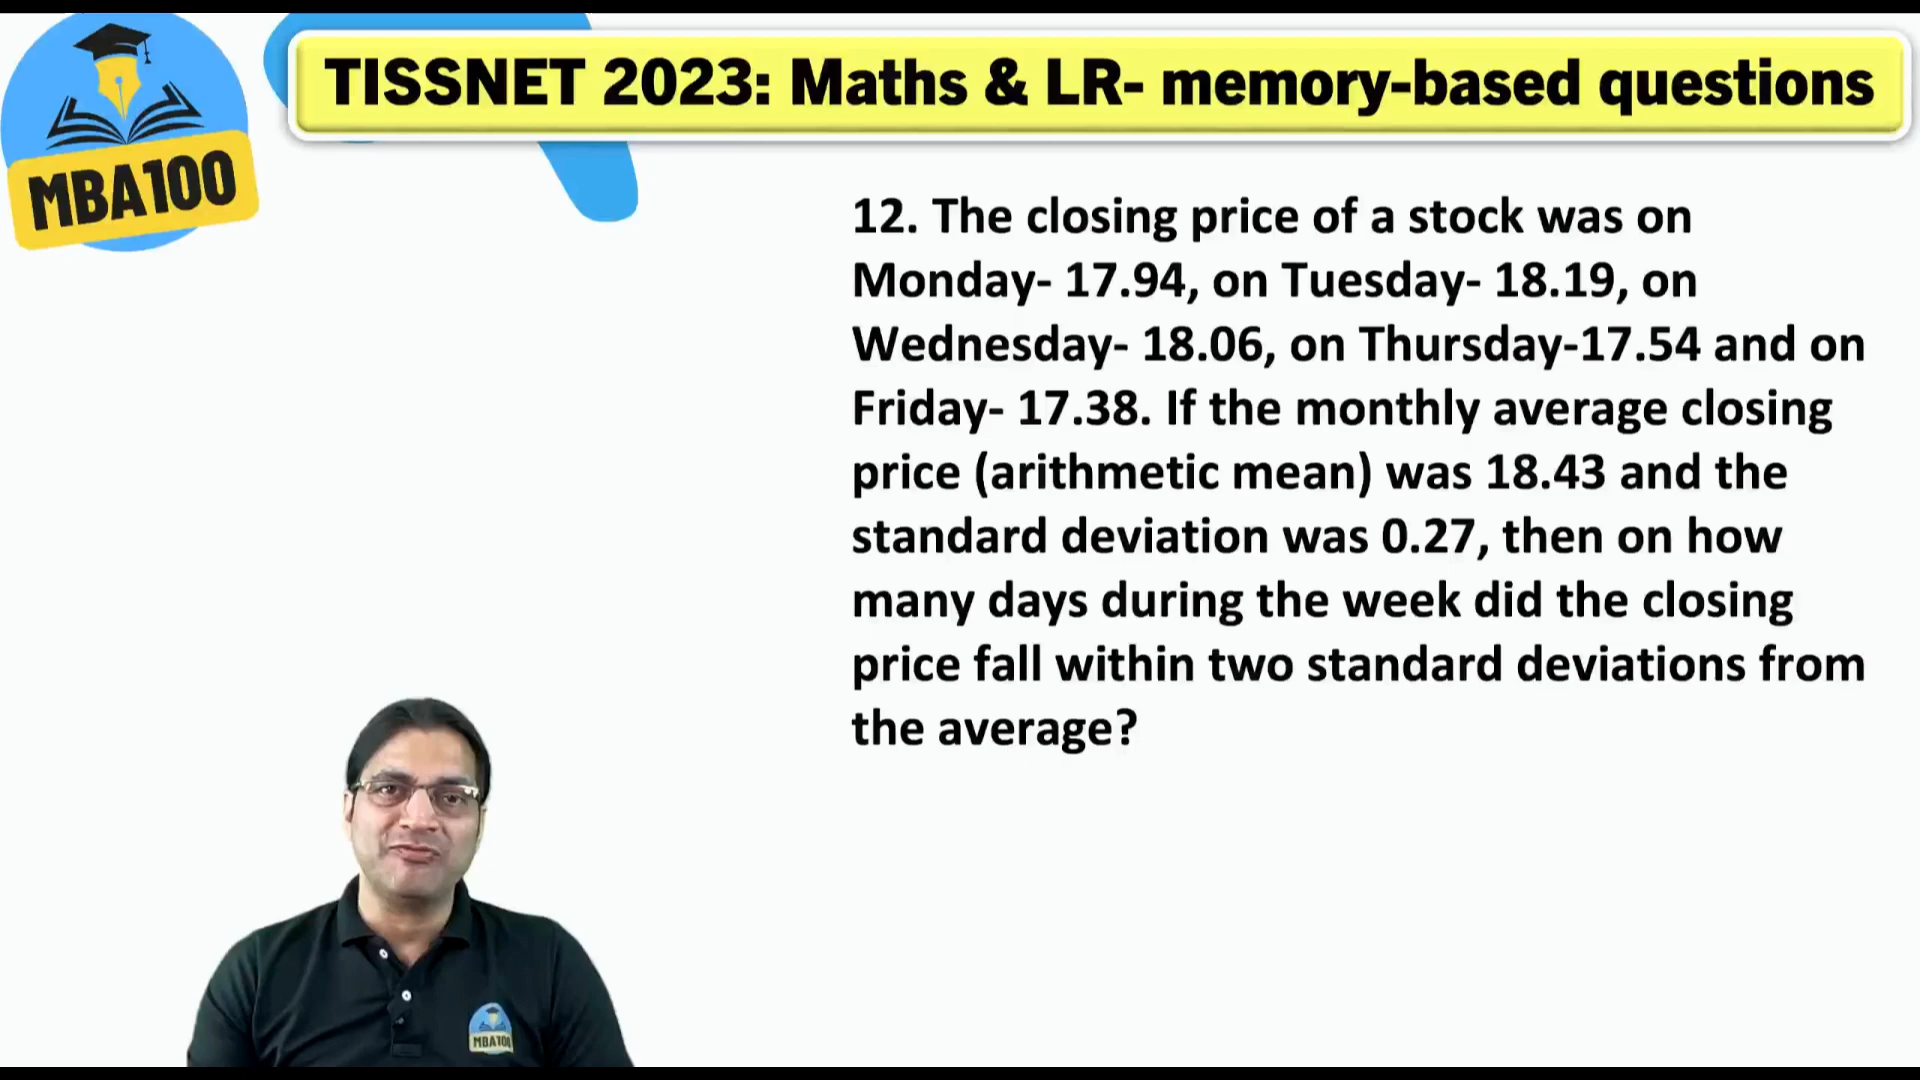 MBA100
TISSNET 2023: Maths & LR- memory-based questions
12. The closing price of a stock was on
Monday- 17.94, on Tuesday- 18.19, on
Wednesday- 18.06, on Thursday-17.54 and on
Friday- 17.38. If the monthly average closing
price (arithmetic mean) was 18.43 and the
standard deviation was 0.27, then on how
many days during the week did the closing
price fall within two standard deviations from
the average?
MBA100